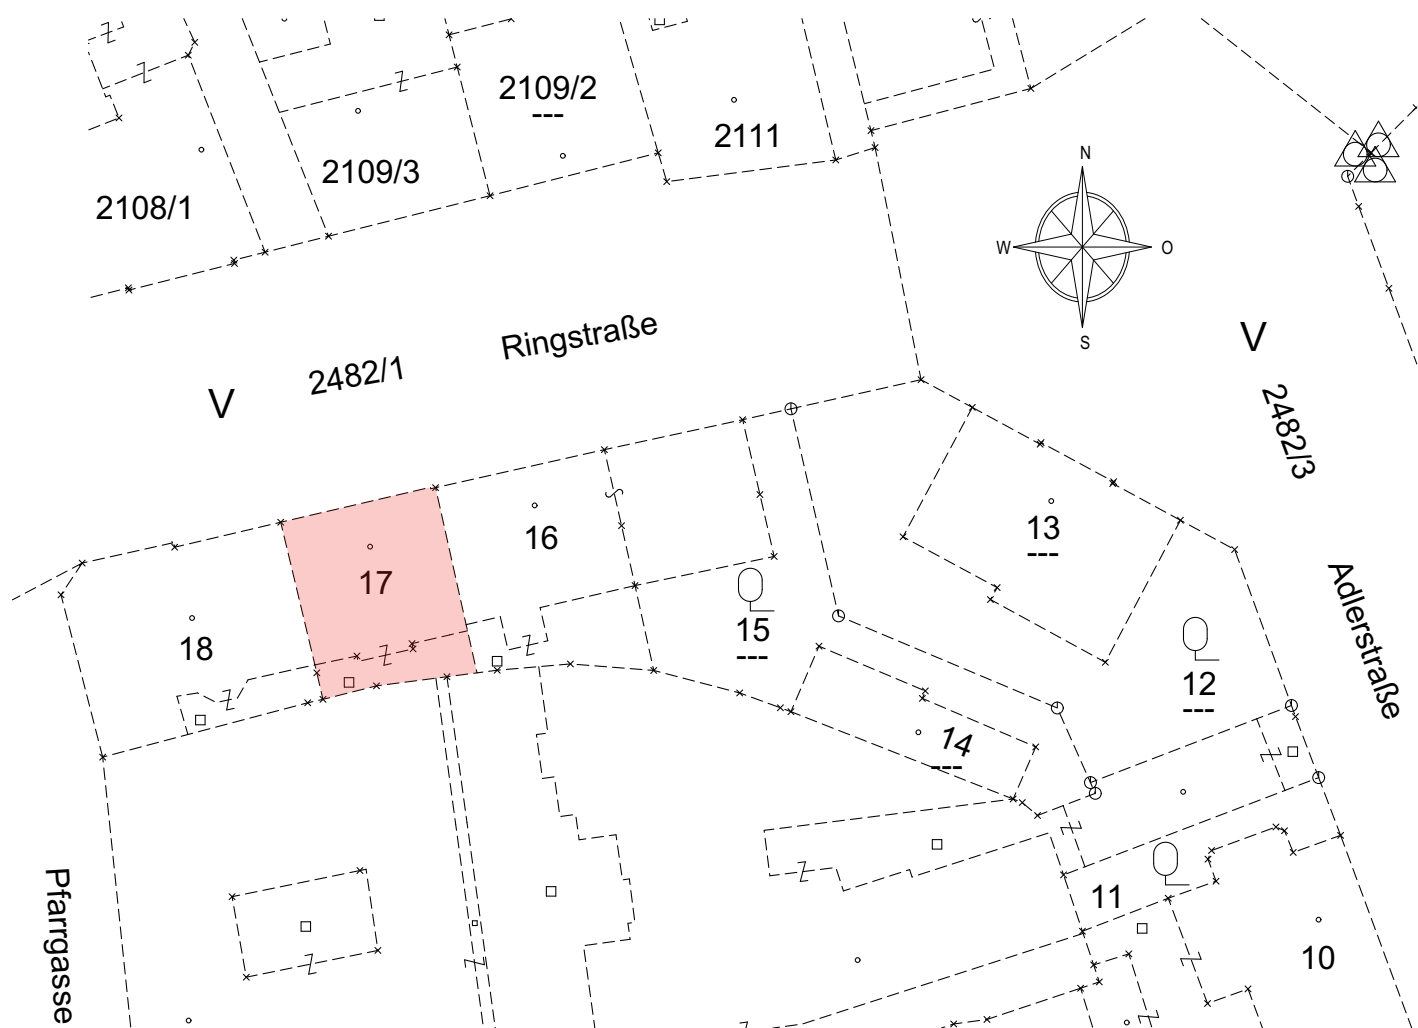 2109/2
---
2111
2109/3
2108/1
N
W
O
S
Ringstraße
V
2482/1
V
2482/3
13
---
16
17
18
15
---
12
---
14
---
Adlerstraße
11
10
Pfarrgasse